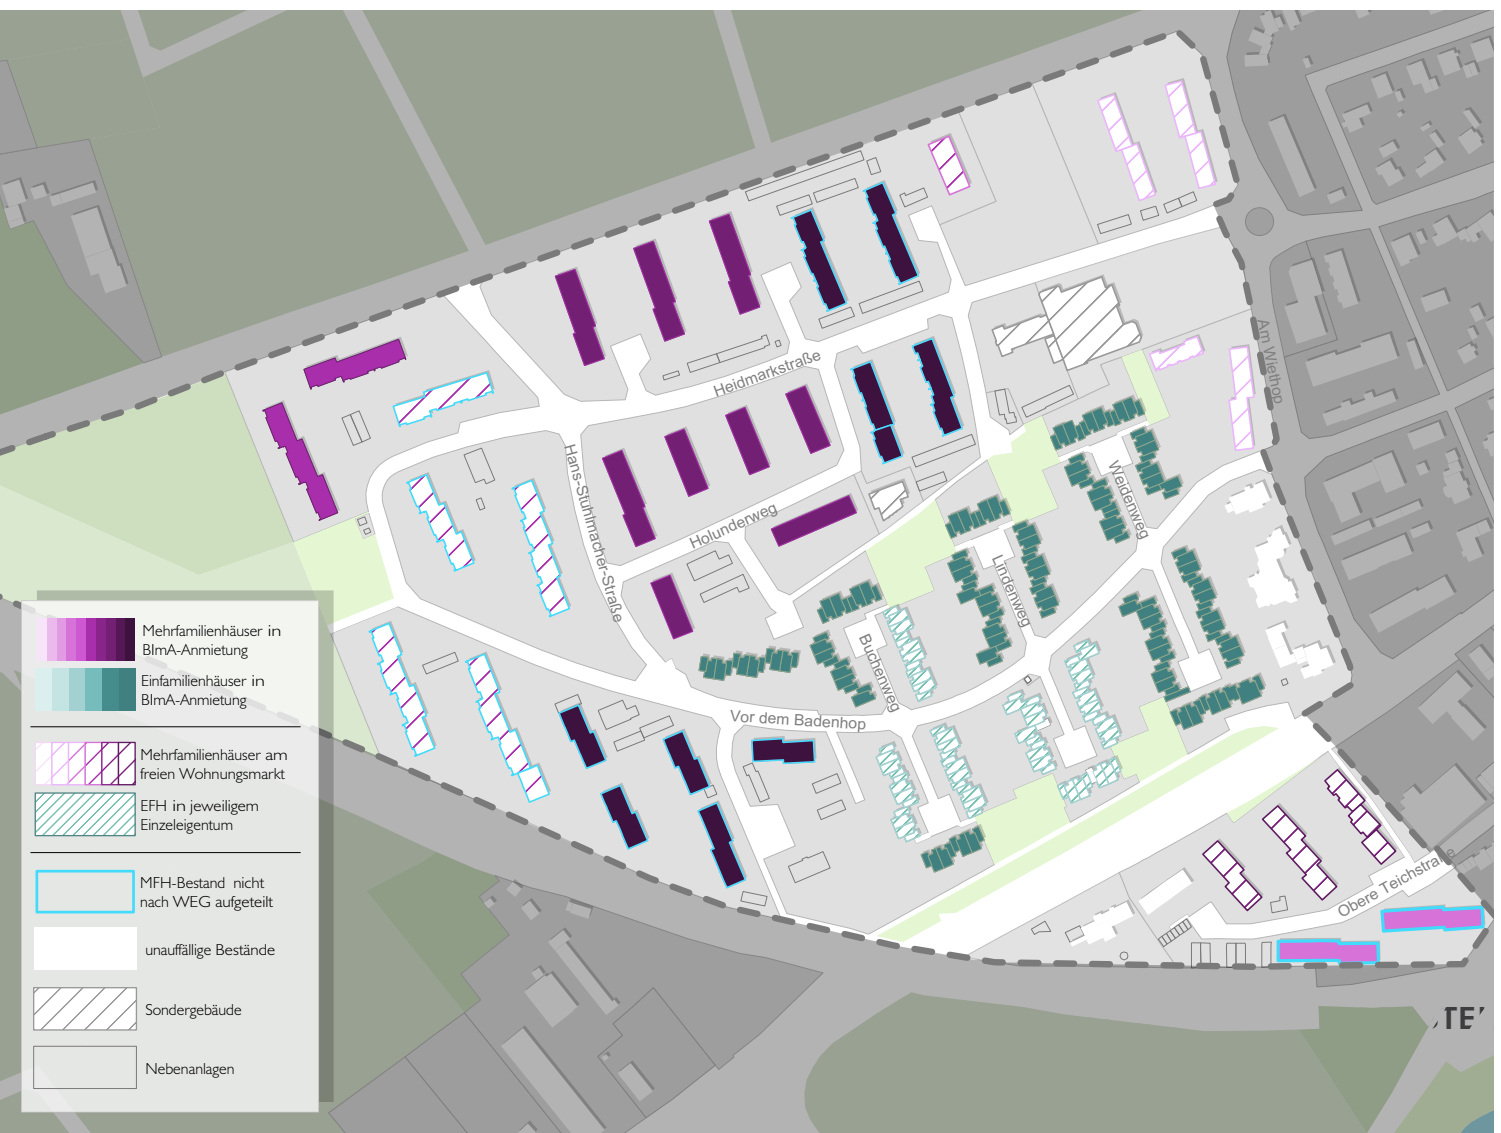 Am Wiethop
Heidmarkstraße
Hans-Stuhlmacher-Straße
Weidenweg
Holunderweg
Lindenweg
Buchenweg
Vor dem Badenhop
Obere Teichstraße
Mehrfamilienhäuser in
BImA-Anmietung
Einfamilienhäuser in
BImA-Anmietung
Mehrfamilienhäuser am
freien Wohnungsmarkt
EFH in jeweiligem
Einzeleigentum
MFH-Bestand nicht
nach WEG aufgeteilt
unauffällige Bestände
Sondergebäude
Nebenanlagen